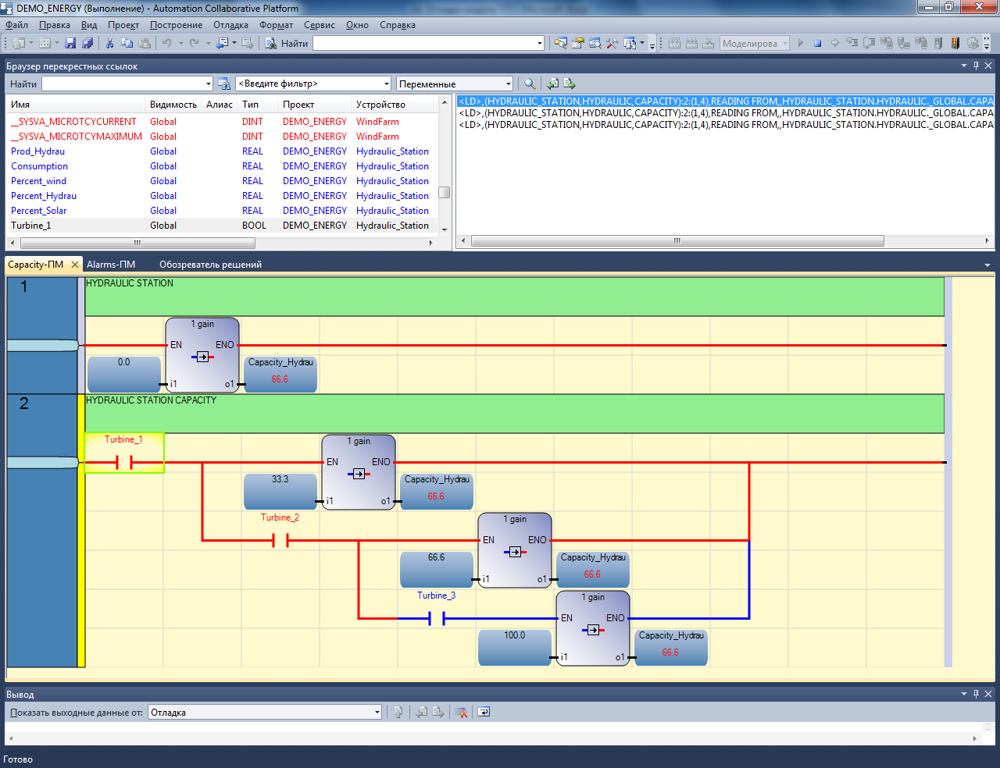 DEMO_ENERGY (Выполнение) - Automation Collaborative Platform
Файл Правка Вид Проект Построение Отладка Формат Сервис Окно Справка
Найти Моделирова
Браузер перекрестных ссылок
Найти <Введите фильтр> Переменные
Имя Видимость Алиас Тип Проект Устройство
__SYSVA_MICROTCYCURRENT Global DINT DEMO_ENERGY WindFarm
__SYSVA_MICROTCYMAXIMUM Global DINT DEMO_ENERGY WindFarm
Prod_Hydrau Global REAL DEMO_ENERGY Hydraulic_Station
Consumption Global REAL DEMO_ENERGY Hydraulic_Station
Percent_wind Global REAL DEMO_ENERGY Hydraulic_Station
Percent_Hydrau Global REAL DEMO_ENERGY Hydraulic_Station
Percent_Solar Global REAL DEMO_ENERGY Hydraulic_Station
Turbine_1 Global BOOL DEMO_ENERGY Hydraulic_Station
<LD>,(HYDRAULIC_STATION,HYDRAULIC,CAPACITY):2:(1,4),READING FROM,,HYDRAULIC_STATION.HYDRAULIC._GLOBAL.CAPA
<LD>,(HYDRAULIC_STATION,HYDRAULIC,CAPACITY):2:(1,4),READING FROM,,HYDRAULIC_STATION.HYDRAULIC._GLOBAL.CAPA
<LD>,(HYDRAULIC_STATION,HYDRAULIC,CAPACITY):2:(1,4),READING FROM,,HYDRAULIC_STATION.HYDRAULIC._GLOBAL.CAPA
Capacity-ПМ Alarms-ПМ Обозреватель решений
1 HYDRAULIC STATION
1 gain
EN ENO
0.0 Capacity_Hydrau
66.6
i1 o1
2 HYDRAULIC STATION CAPACITY
Turbine_1 1 gain
EN ENO
33.3 Capacity_Hydrau
66.6
i1 o1
Turbine_2 1 gain
EN ENO
66.6 Capacity_Hydrau
66.6
i1 o1
Turbine_3 1 gain
EN ENO
100.0 Capacity_Hydrau
66.6
i1 o1
Вывод
Показать выходные данные от: Отладка
Готово